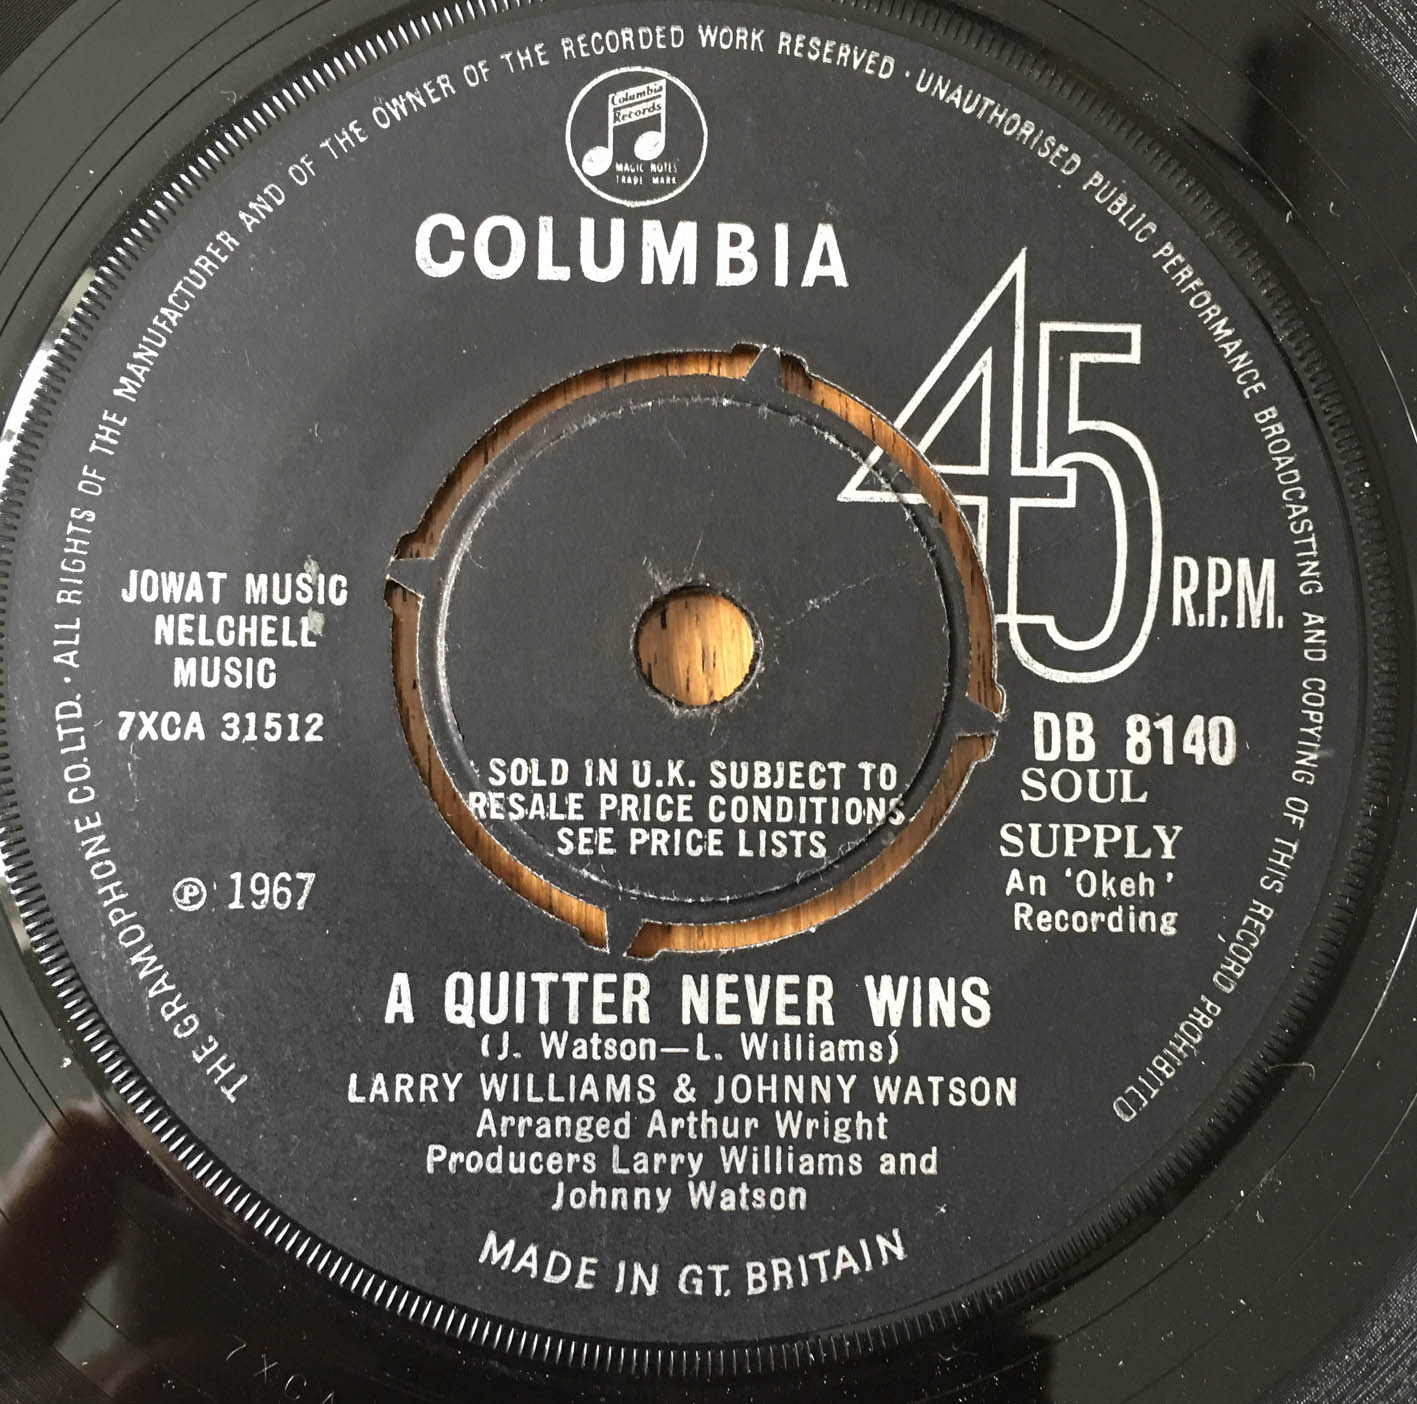 THE GRAMOPHONE CO. LTD. · ALL RIGHTS OF THE MANUFACTURER AND OF THE OWNER OF THE RECORDED WORK RESERVED · UNAUTHORISED PUBLIC PERFORMANCE BROADCASTING AND COPYING OF THIS RECORD PROHIBITED
Columbia
Records
MAGIC NOTES
TRADE MARK
COLUMBIA
45
R.P.M.
JOWAT MUSIC
NELCHELL
MUSIC
7XCA 31512
℗ 1967
SOLD IN U.K. SUBJECT TO
RESALE PRICE CONDITIONS
SEE PRICE LISTS
DB 8140
SOUL
SUPPLY
An 'Okeh'
Recording
A QUITTER NEVER WINS
(J. Watson—L. Williams)
LARRY WILLIAMS & JOHNNY WATSON
Arranged Arthur Wright
Producers Larry Williams and
Johnny Watson
MADE IN GT. BRITAIN
7XCA